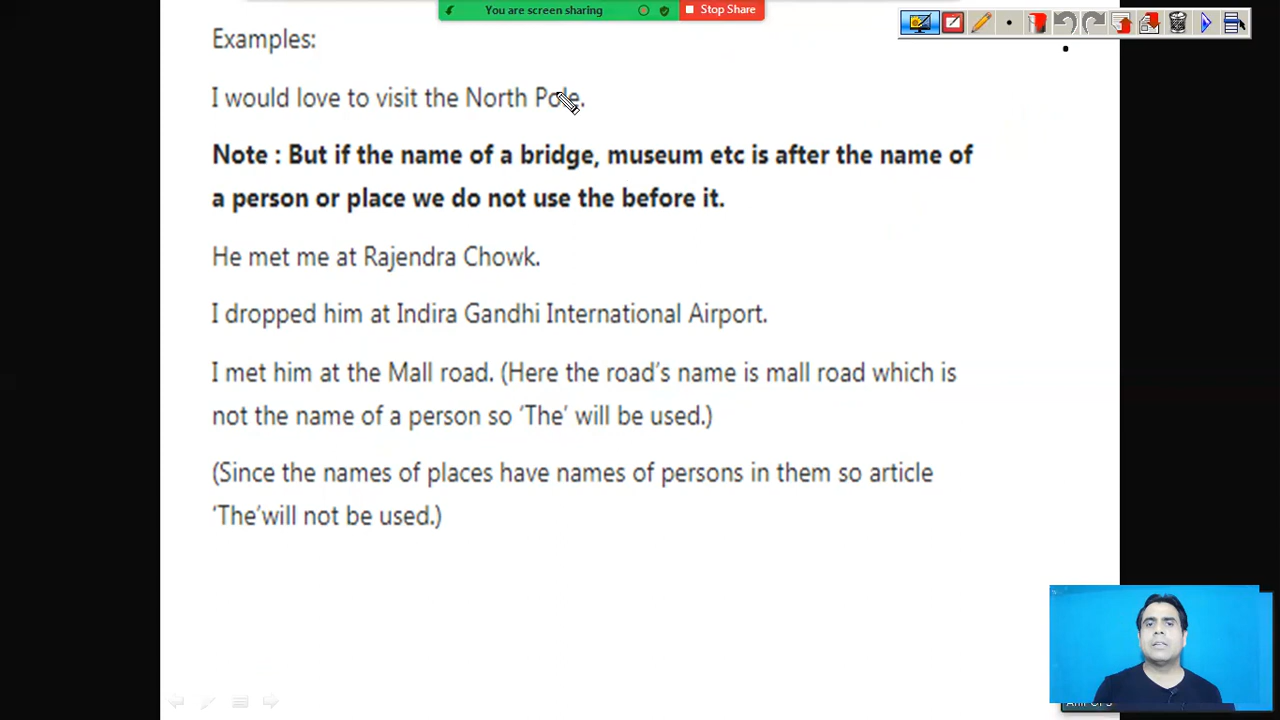 You are screen sharing
Stop Share
Examples:
I would love to visit the North Pole.
Note : But if the name of a bridge, museum etc is after the name of
a person or place we do not use the before it.
He met me at Rajendra Chowk.
I dropped him at Indira Gandhi International Airport.
I met him at the Mall road. (Here the road’s name is mall road which is
not the name of a person so ‘The’ will be used.)
(Since the names of places have names of persons in them so article
‘The’will not be used.)